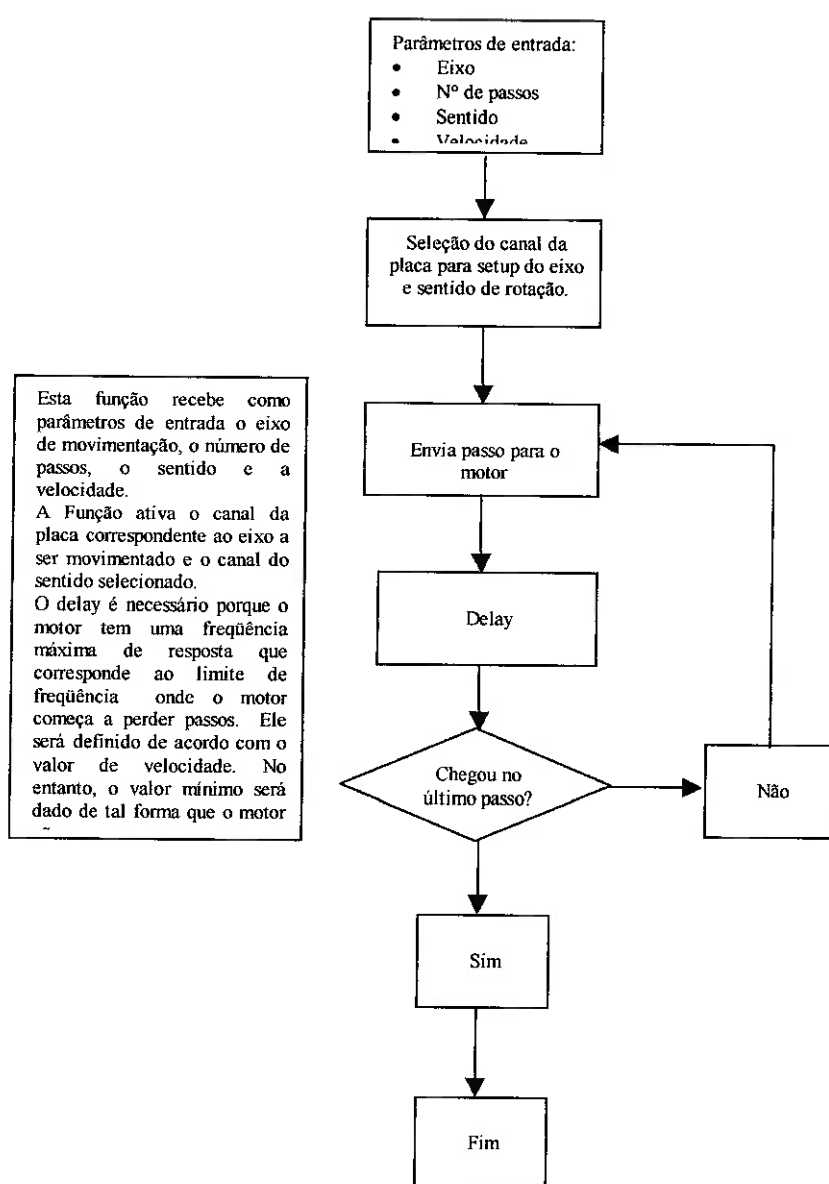 Parâmetros de entrada:
• Eixo
• Nº de passos
• Sentido
• Velocidade
Seleção do canal da
placa para setup do eixo
e sentido de rotação.
Esta função recebe como
parâmetros de entrada o eixo
de movimentação, o número de
passos, o sentido e a
velocidade.
A Função ativa o canal da
placa correspondente ao eixo a
ser movimentado e o canal do
sentido selecionado.
O delay é necessário porque o
motor tem uma freqüência
máxima de resposta que
corresponde ao limite de
freqüência onde o motor
começa a perder passos. Ele
será definido de acordo com o
valor de velocidade. No
entanto, o valor mínimo será
dado de tal forma que o motor
Envia passo para o
motor
Delay
Chegou no
último passo?
Não
Sim
Fim